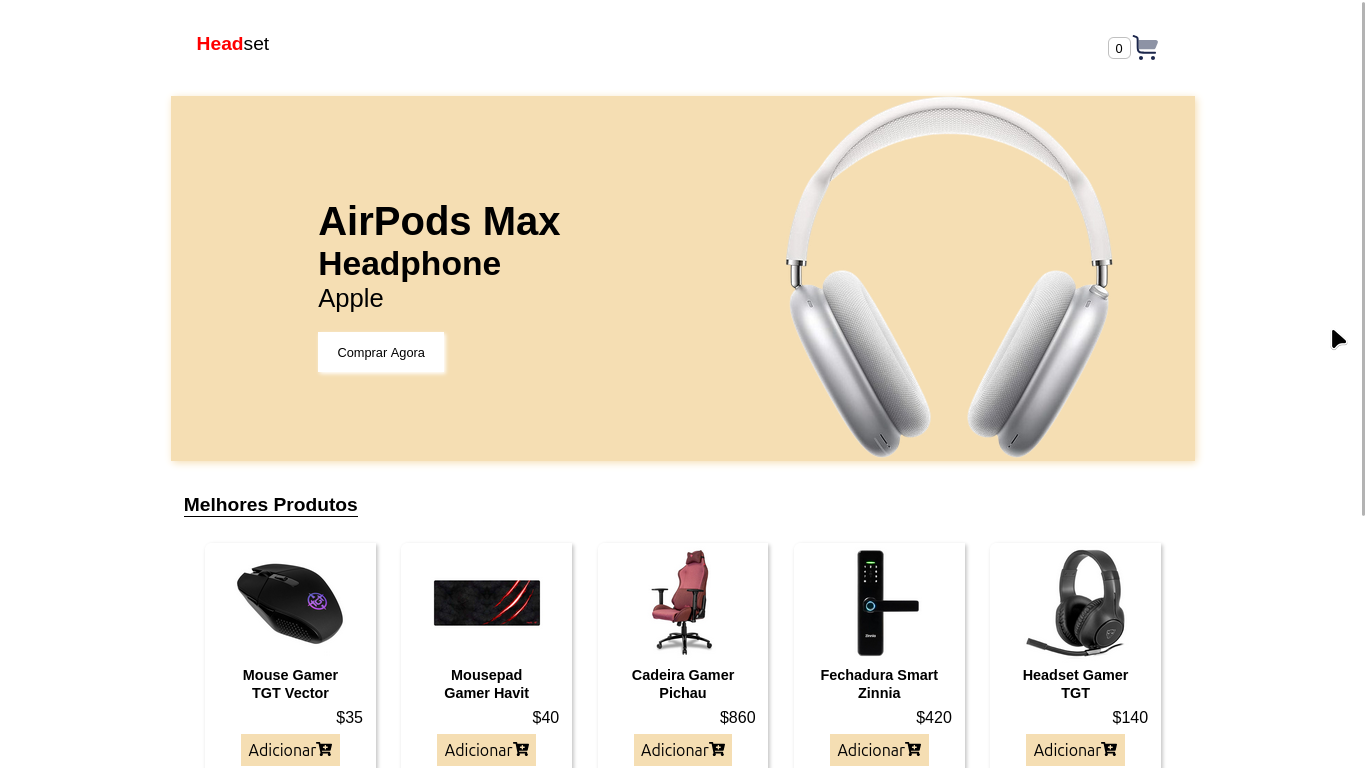 Headset
0
AirPods Max
Headphone
Apple
Comprar Agora
Melhores Produtos
Mouse Gamer
TGT Vector
$35
Adicionar
Mousepad
Gamer Havit
$40
Adicionar
Cadeira Gamer
Pichau
$860
Adicionar
Fechadura Smart
Zinnia
$420
Adicionar
Headset Gamer
TGT
$140
Adicionar